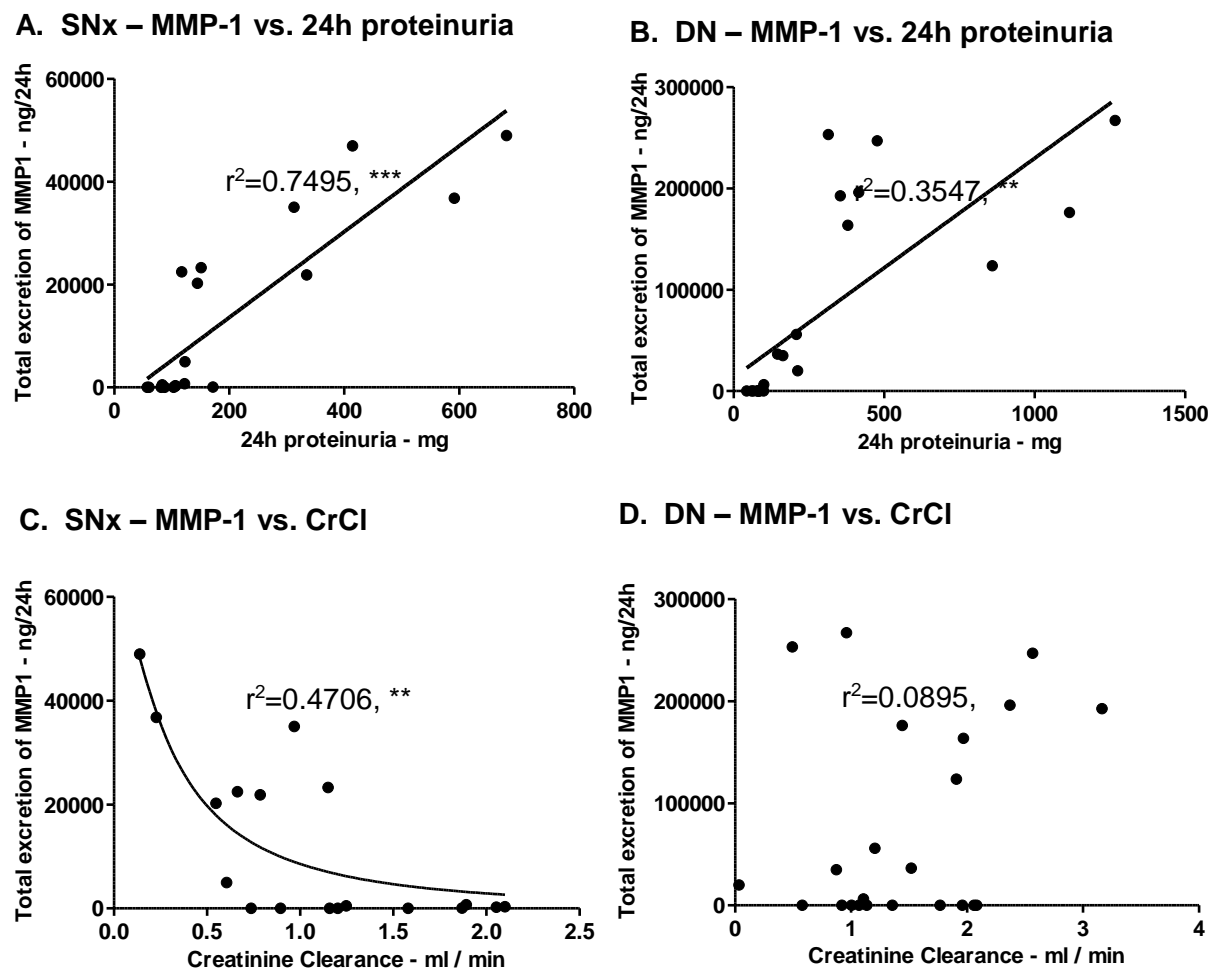 A. SNx – MMP-1 vs. 24h proteinuria
Total excretion of MMP1 - ng/24h
60000
40000
20000
0
r²=0.7495, ***
0 200 400 600 800
24h proteinuria - mg
B. DN – MMP-1 vs. 24h proteinuria
Total excretion of MMP1 - ng/24h
300000
200000
100000
0
r²=0.3547, **
0 500 1000 1500
24h proteinuria - mg
C. SNx – MMP-1 vs. CrCl
Total excretion of MMP1 - ng/24h
60000
40000
20000
0
r²=0.4706, **
0.0 0.5 1.0 1.5 2.0 2.5
Creatinine Clearance - ml / min
D. DN – MMP-1 vs. CrCl
Total excretion of MMP1 - ng/24h
300000
200000
100000
0
r²=0.0895,
0 1 2 3 4
Creatinine Clearance - ml / min